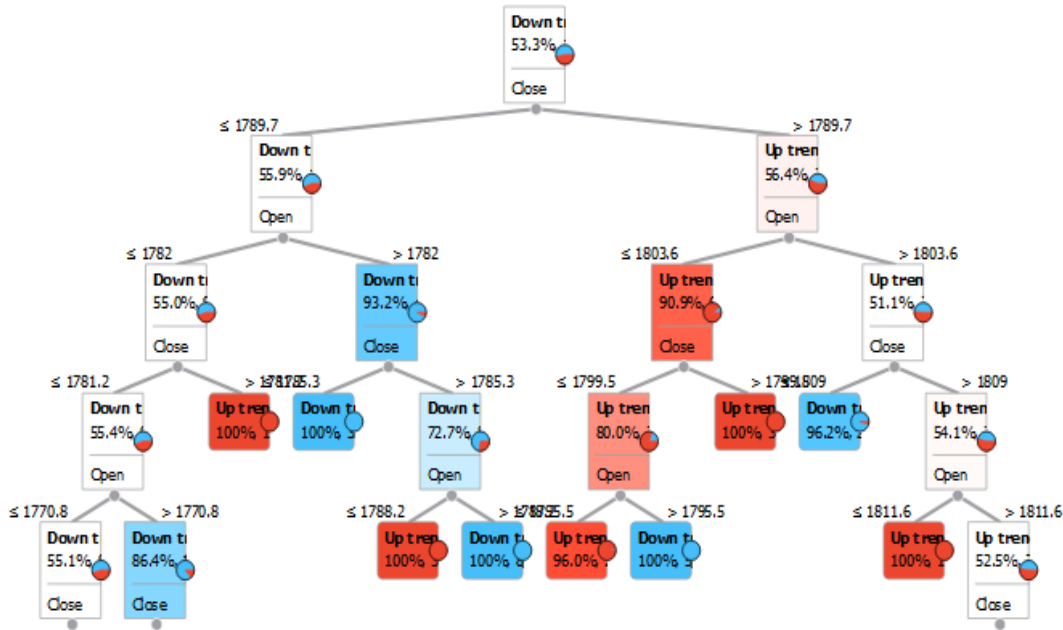 Down t
53.3%,
Close
≤ 1789.7
> 1789.7
Down t
55.9%,
Open
Up tren
56.4%,
Open
≤ 1782
> 1782
≤ 1803.6
> 1803.6
Down t
55.0%,
Close
Down t
93.2%,
Close
Up tren
90.9%,
Close
Up tren
51.1%,
Close
≤ 1781.2
> 1785.3
≤ 1799.5
> 1809
Down t
55.4%,
Open
Up tren
100%,
Down t
100%,
Down t
72.7%,
Open
Up tren
80.0%,
Open
Up tren
100%,
Down t
96.2%,
Up tren
54.1%,
Open
≤ 1770.8
> 1770.8
≤ 1788.2
> 1795.5
≤ 1811.6
> 1811.6
Down t
55.1%
Close
Down t
86.4%,
Close
Up tren
100%,
Down t
100%,
Up tren
96.0%,
Down t
100%,
Up tren
100%,
Up tren
52.5%,
Close